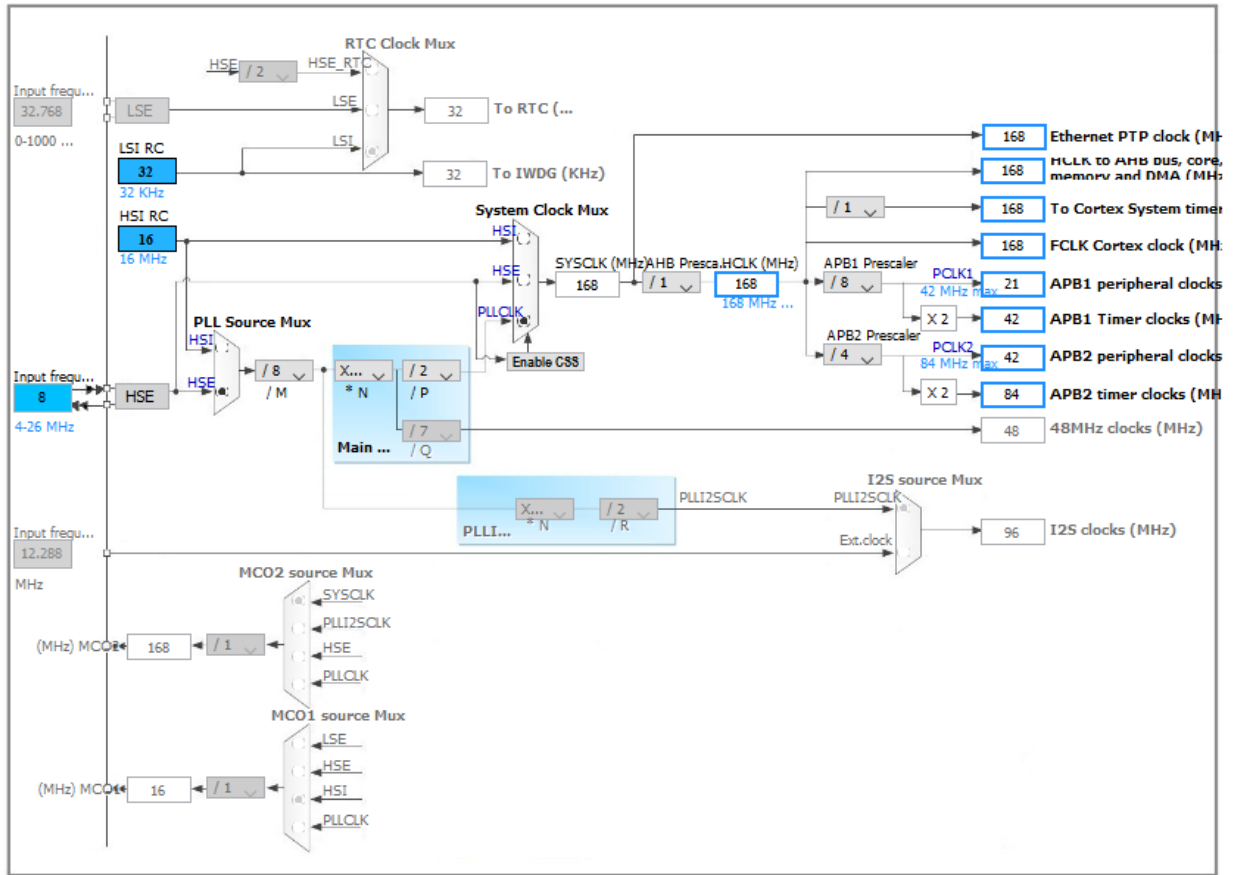 RTC Clock Mux
HSE
/ 2
HSE_RTC
Input frequ...
32.768
0-1000 ...
LSE
LSE
32
To RTC (...
LSI
LSI RC
32
32 KHz
32
To IWDG (KHz)
HSI RC
16
16 MHz
System Clock Mux
HSI
HSE
PLLCLK
SYSCLK (MHz)
168
AHB Presca...
/ 1
HCLK (MHz)
168
168 MHz ...
Enable CSS
168
Ethernet PTP clock (MH
168
HCLK to AHB bus, core,
memory and DMA (MHz
/ 1
168
To Cortex System timer
168
FCLK Cortex clock (MH
APB1 Prescaler
/ 8
PCLK1
42 MHz max
21
APB1 peripheral clocks
X 2
42
APB1 Timer clocks (MH
APB2 Prescaler
/ 4
PCLK2
84 MHz max
42
APB2 peripheral clocks
X 2
84
APB2 timer clocks (MH
48
48MHz clocks (MHz)
PLL Source Mux
HSI
HSE
Input frequ...
8
4-26 MHz
HSE
/ 8
/ M
X...
* N
/ 2
/ P
/ 7
/ Q
Main ...
X...
* N
/ 2
/ R
PLLI...
PLLI2SCLK
I2S source Mux
PLLI2SCLK
Ext.clock
96
I2S clocks (MHz)
Input frequ...
12.288
MHz
MCO2 source Mux
SYSCLK
PLLI2SCLK
HSE
PLLCLK
(MHz) MCO2
168
/ 1
MCO1 source Mux
LSE
HSE
HSI
PLLCLK
(MHz) MCO1
16
/ 1